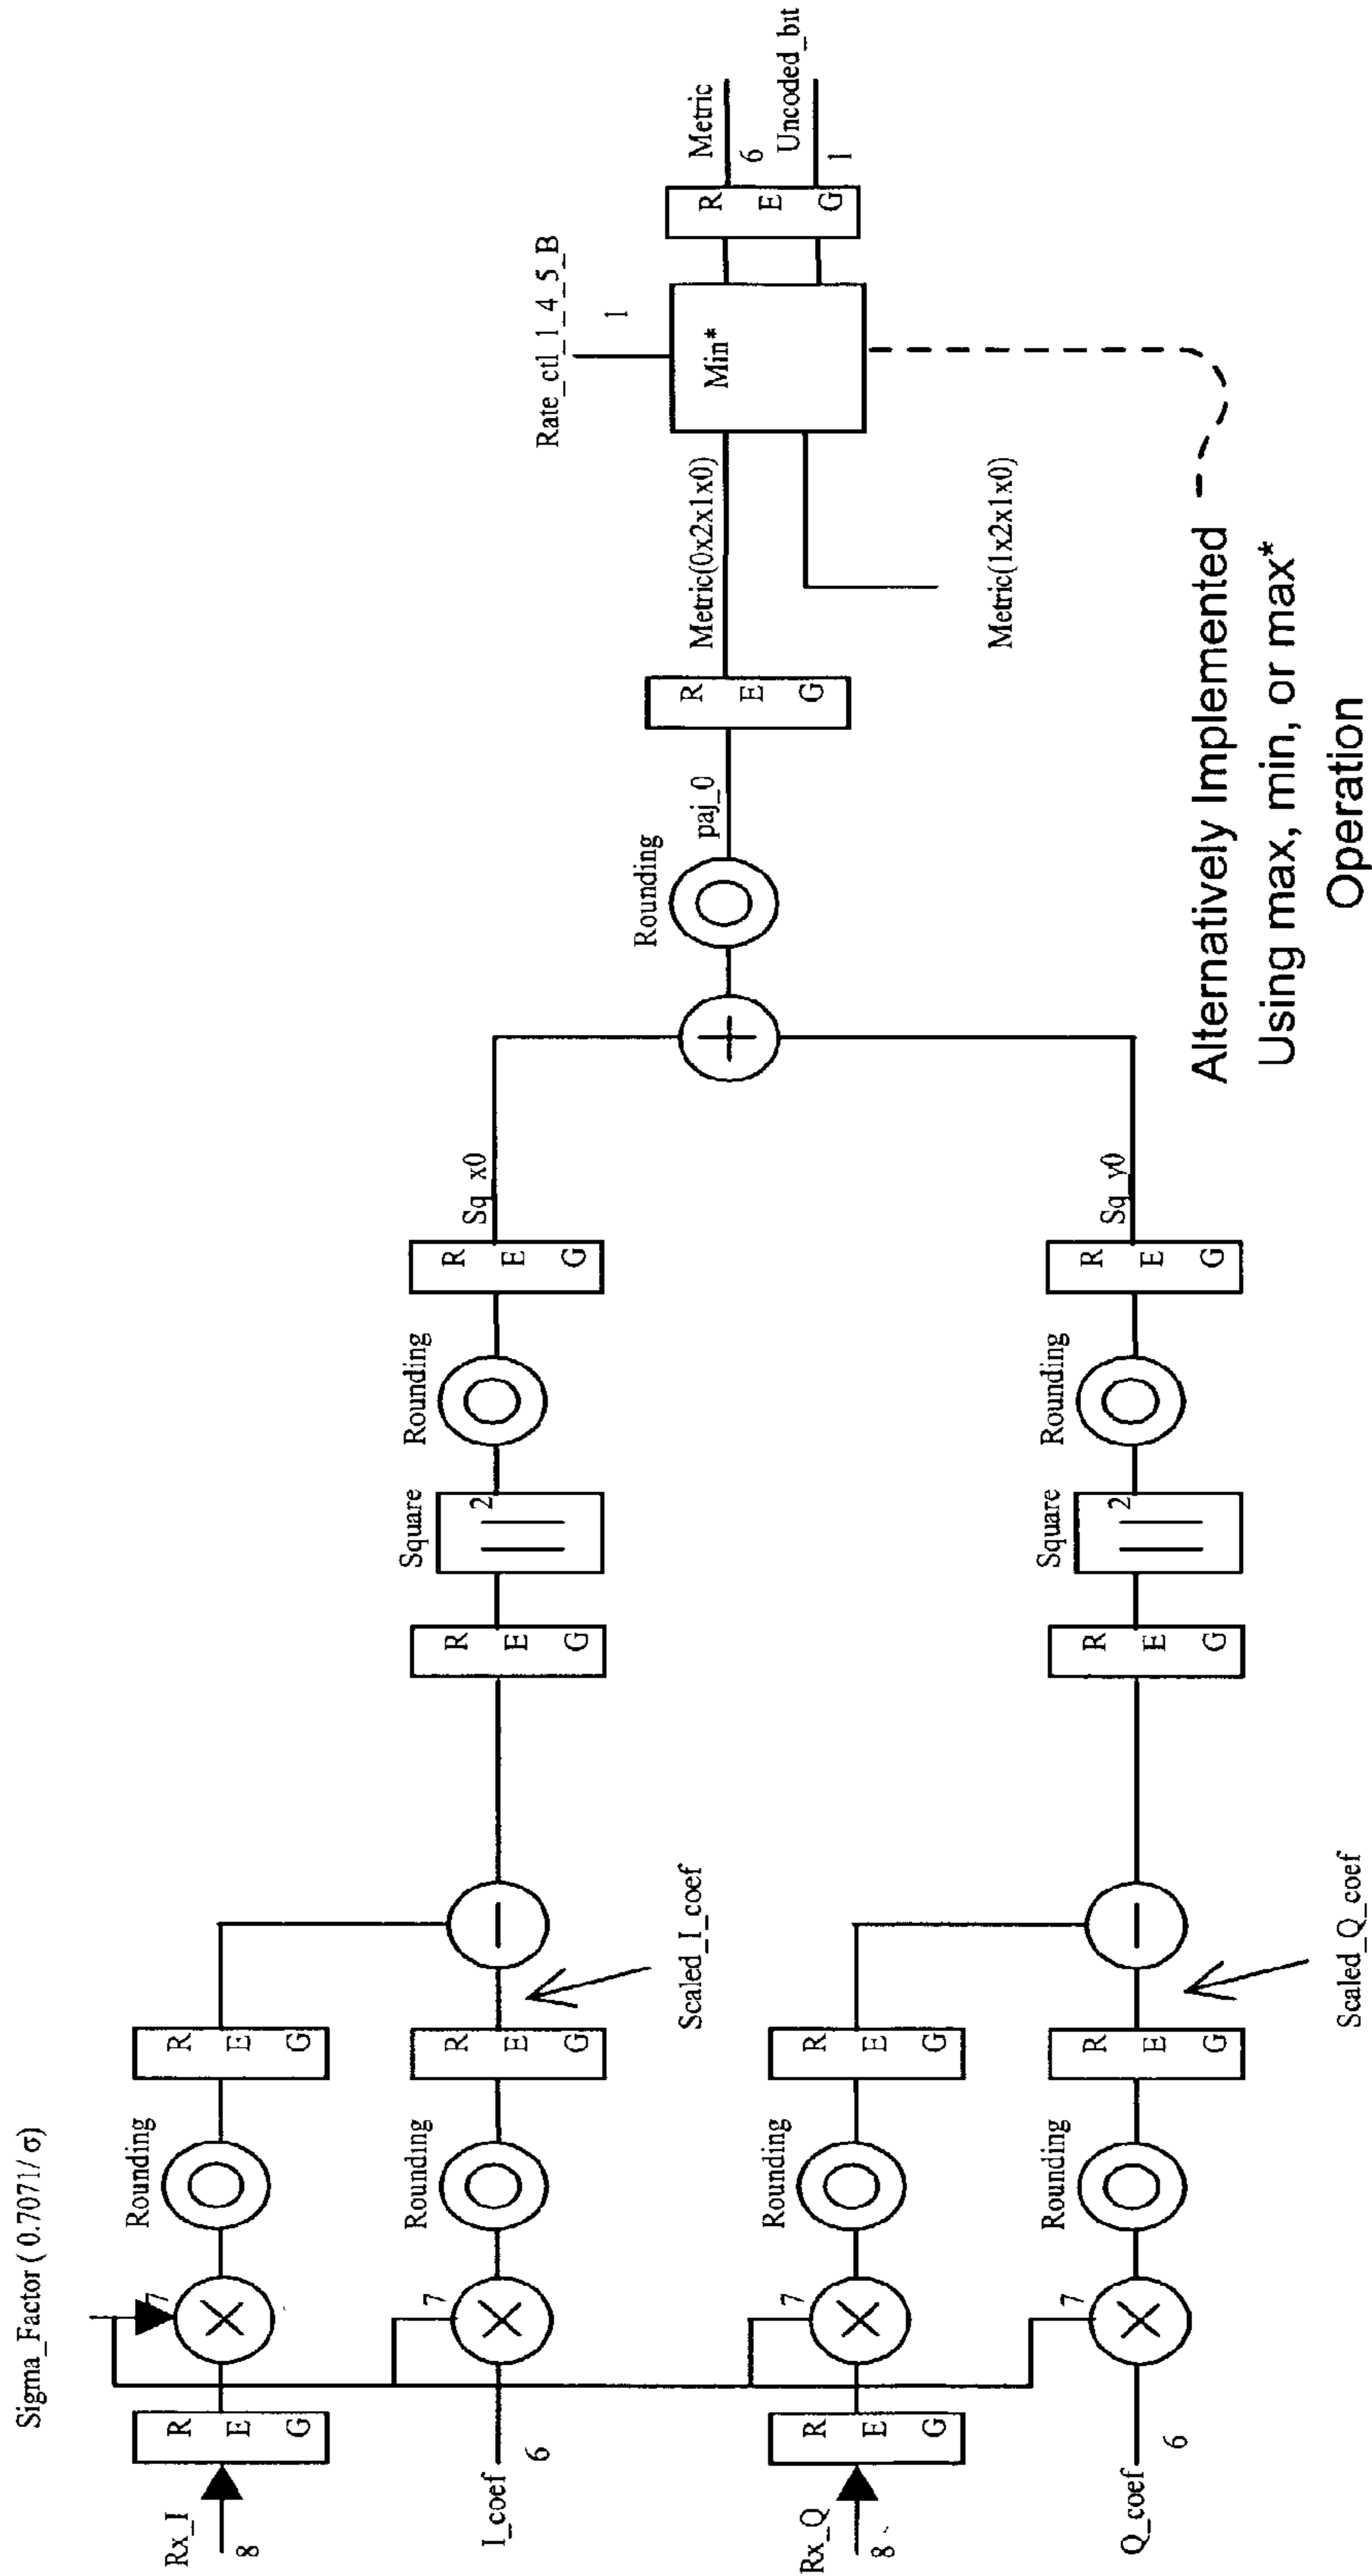 Sigma_Factor ( 0.7071/ σ)
Rx_I
8
R E G
7
Rounding
R E G
I_coef
6
7
Rounding
R E G
Scaled_I_coef
R E G
Square
2
Rounding
R E G
Sq_x0
Rx_Q
8
R E G
7
Rounding
R E G
Q_coef
6
7
Rounding
R E G
Scaled_Q_coef
R E G
Square
2
Rounding
R E G
Sq_y0
Rounding
paj_0
R E G
Metric(0x2x1x0)
Metric(1x2x1x0)
Rate_ctl_1_4_5_B
1
Min*
R E G
Metric
6
Uncoded_bit
1
Alternatively Implemented
Using max, min, or max*
Operation